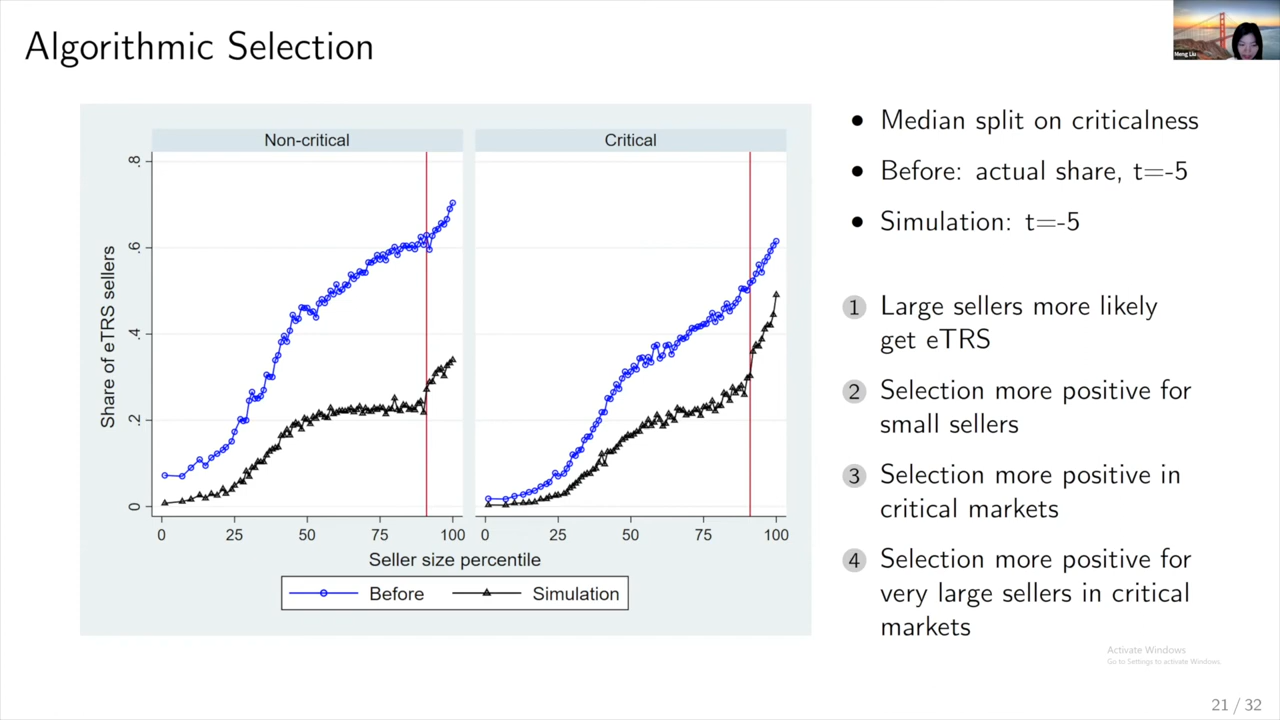 Algorithmic Selection
Meng Liu
Non-critical
Critical
Share of eTRS sellers
.8
.6
.4
.2
0
0 25 50 75 100
0 25 50 75 100
Seller size percentile
Before
Simulation
• Median split on criticalness
• Before: actual share, t=-5
• Simulation: t=-5
1 Large sellers more likely
get eTRS
2 Selection more positive for
small sellers
3 Selection more positive in
critical markets
4 Selection more positive for
very large sellers in critical
markets
Activate Windows
Go to Settings to activate Windows.
21 / 32